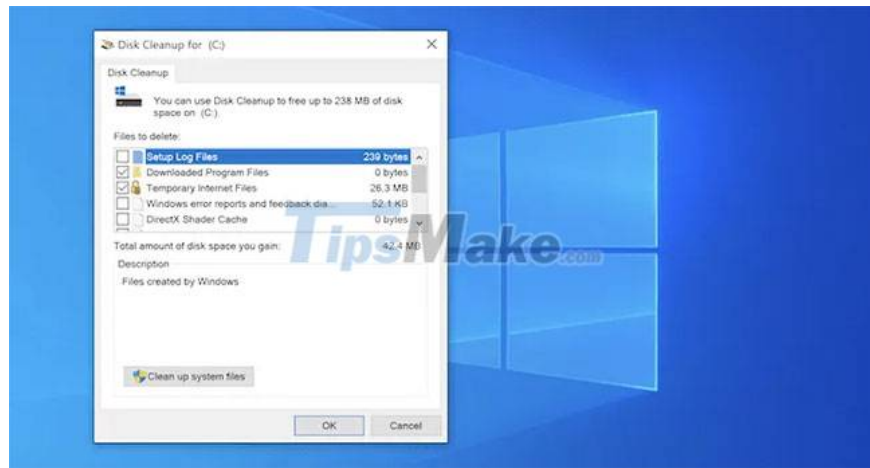 Disk Cleanup for (C:)
Disk Cleanup
You can use Disk Cleanup to free up to 238 MB of disk
space on (C:).
Files to delete:
Setup Log Files 239 bytes
Downloaded Program Files 0 bytes
Temporary Internet Files 26.3 MB
Windows error reports and feedback dia... 52.1 KB
DirectX Shader Cache 0 bytes
Total amount of disk space you gain: 42.4 MB
Description
Files created by Windows
TipsMake.com
Clean up system files
OK Cancel